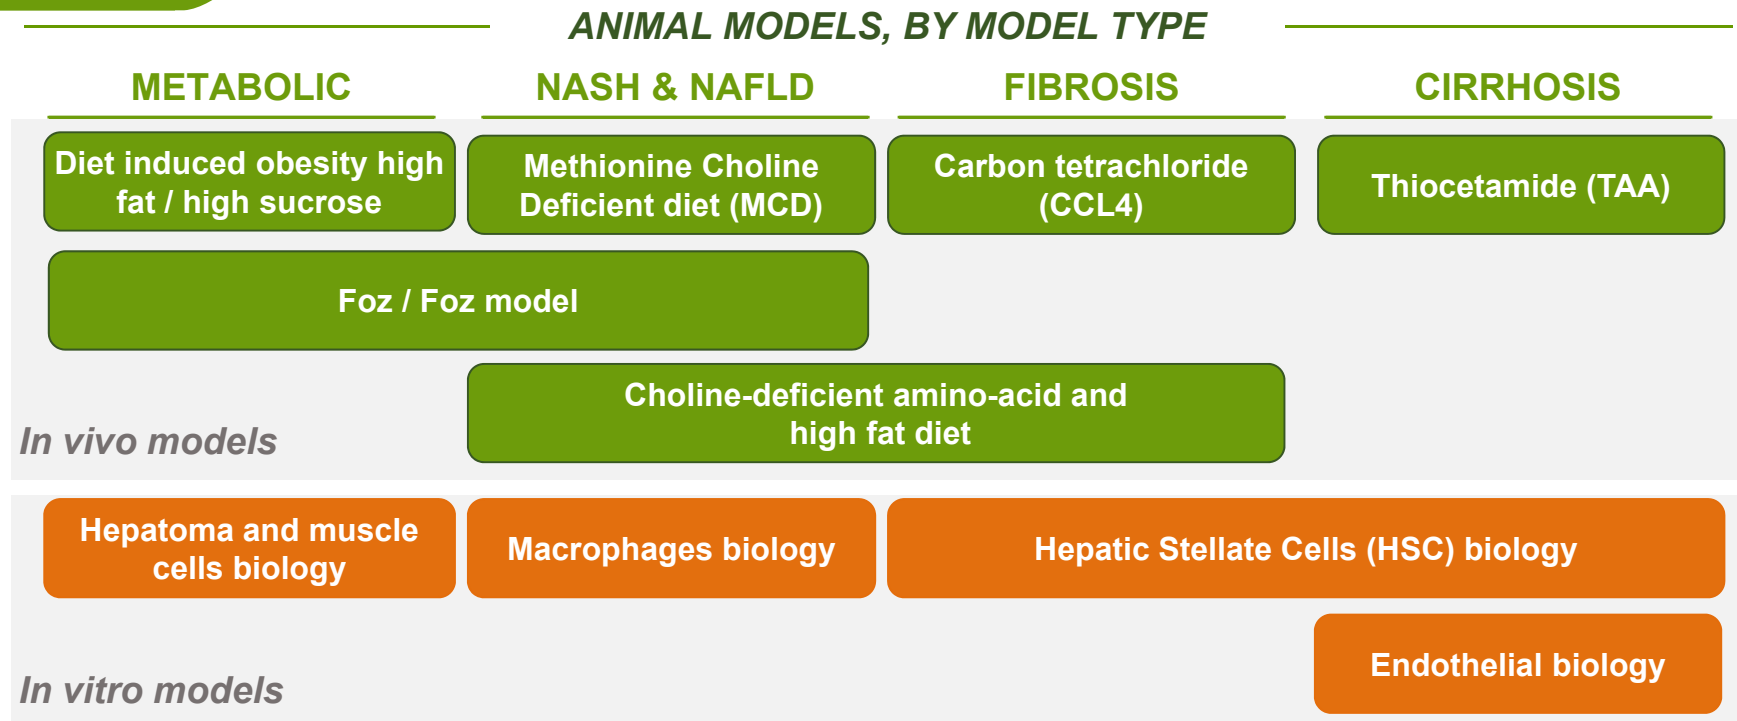 ANIMAL MODELS, BY MODEL TYPE
METABOLIC
NASH & NAFLD
FIBROSIS
CIRRHOSIS
Diet induced obesity high
fat / high sucrose
Methionine Choline
Deficient diet (MCD)
Carbon tetrachloride
(CCL4)
Thiocetamide (TAA)
Foz / Foz model
Choline-deficient amino-acid and
high fat diet
In vivo models
Hepatoma and muscle
cells biology
Macrophages biology
Hepatic Stellate Cells (HSC) biology
Endothelial biology
In vitro models